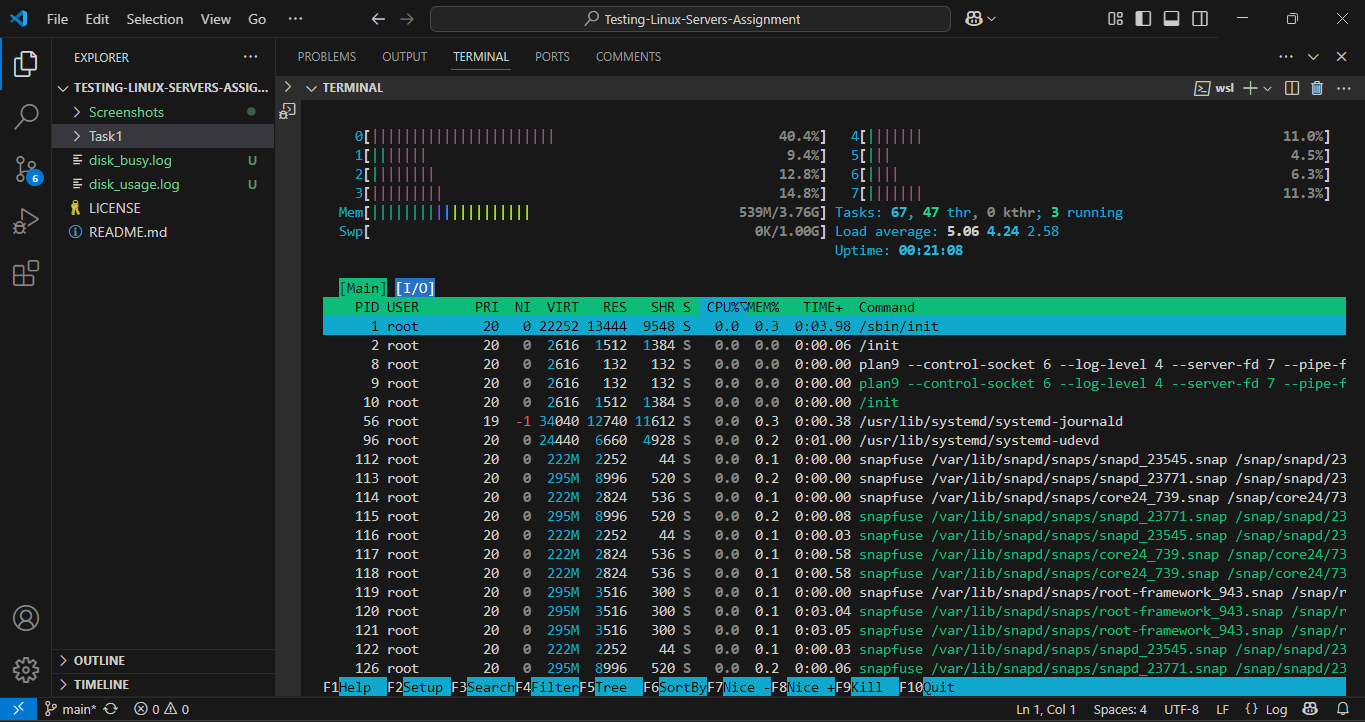 File Edit Selection View Go ··· Testing-Linux-Servers-Assignment
EXPLORER ···
TESTING-LINUX-SERVERS-ASSIG...
Screenshots
Task1
disk_busy.log U
disk_usage.log U
LICENSE
README.md
6
OUTLINE
TIMELINE
PROBLEMS OUTPUT TERMINAL PORTS COMMENTS
TERMINAL wsl
0[||||||||||||||||||||||| 40.4%] 4[||||||| 11.0%]
1[||||||| 9.4%] 5[||| 4.5%]
2[|||||||| 12.8%] 6[|||| 6.3%]
3[||||||||| 14.8%] 7[||||||| 11.3%]
Mem[|||||||||||||||||||| 539M/3.76G] Tasks: 67, 47 thr, 0 kthr; 3 running
Swp[ 0K/1.00G] Load average: 5.06 4.24 2.58
Uptime: 00:21:08
[Main] [I/O]
PID USER PRI NI VIRT RES SHR S CPU%▽MEM% TIME+ Command
1 root 20 0 22252 13444 9548 S 0.0 0.3 0:03.98 /sbin/init
2 root 20 0 2616 1512 1384 S 0.0 0.0 0:00.06 /init
8 root 20 0 2616 132 132 S 0.0 0.0 0:00.00 plan9 --control-socket 6 --log-level 4 --server-fd 7 --pipe-f
9 root 20 0 2616 132 132 S 0.0 0.0 0:00.00 plan9 --control-socket 6 --log-level 4 --server-fd 7 --pipe-f
10 root 20 0 2616 1512 1384 S 0.0 0.0 0:00.00 /init
56 root 19 -1 34040 12740 11612 S 0.0 0.3 0:00.38 /usr/lib/systemd/systemd-journald
96 root 20 0 24440 6660 4928 S 0.0 0.2 0:01.00 /usr/lib/systemd/systemd-udevd
112 root 20 0 222M 2252 44 S 0.0 0.1 0:00.00 snapfuse /var/lib/snapd/snaps/snapd_23545.snap /snap/snapd/23
113 root 20 0 295M 8996 520 S 0.0 0.2 0:00.00 snapfuse /var/lib/snapd/snaps/snapd_23771.snap /snap/snapd/23
114 root 20 0 222M 2824 536 S 0.0 0.1 0:00.00 snapfuse /var/lib/snapd/snaps/core24_739.snap /snap/core24/73
115 root 20 0 295M 8996 520 S 0.0 0.2 0:00.08 snapfuse /var/lib/snapd/snaps/snapd_23771.snap /snap/snapd/23
116 root 20 0 222M 2252 44 S 0.0 0.1 0:00.03 snapfuse /var/lib/snapd/snaps/snapd_23545.snap /snap/snapd/23
117 root 20 0 222M 2824 536 S 0.0 0.1 0:00.58 snapfuse /var/lib/snapd/snaps/core24_739.snap /snap/core24/73
118 root 20 0 222M 2824 536 S 0.0 0.1 0:00.58 snapfuse /var/lib/snapd/snaps/core24_739.snap /snap/core24/73
119 root 20 0 295M 3516 300 S 0.0 0.1 0:00.00 snapfuse /var/lib/snapd/snaps/root-framework_943.snap /snap/r
120 root 20 0 295M 3516 300 S 0.0 0.1 0:03.04 snapfuse /var/lib/snapd/snaps/root-framework_943.snap /snap/r
121 root 20 0 295M 3516 300 S 0.0 0.1 0:03.05 snapfuse /var/lib/snapd/snaps/root-framework_943.snap /snap/r
122 root 20 0 222M 2252 44 S 0.0 0.1 0:00.03 snapfuse /var/lib/snapd/snaps/snapd_23545.snap /snap/snapd/23
126 root 20 0 295M 8996 520 S 0.0 0.2 0:00.06 snapfuse /var/lib/snapd/snaps/snapd_23771.snap /snap/snapd/23
F1Help F2Setup F3SearchF4FilterF5Tree F6SortByF7Nice -F8Nice +F9Kill F10Quit
main* 0 0 Ln 1, Col 1 Spaces: 4 UTF-8 LF {} Log